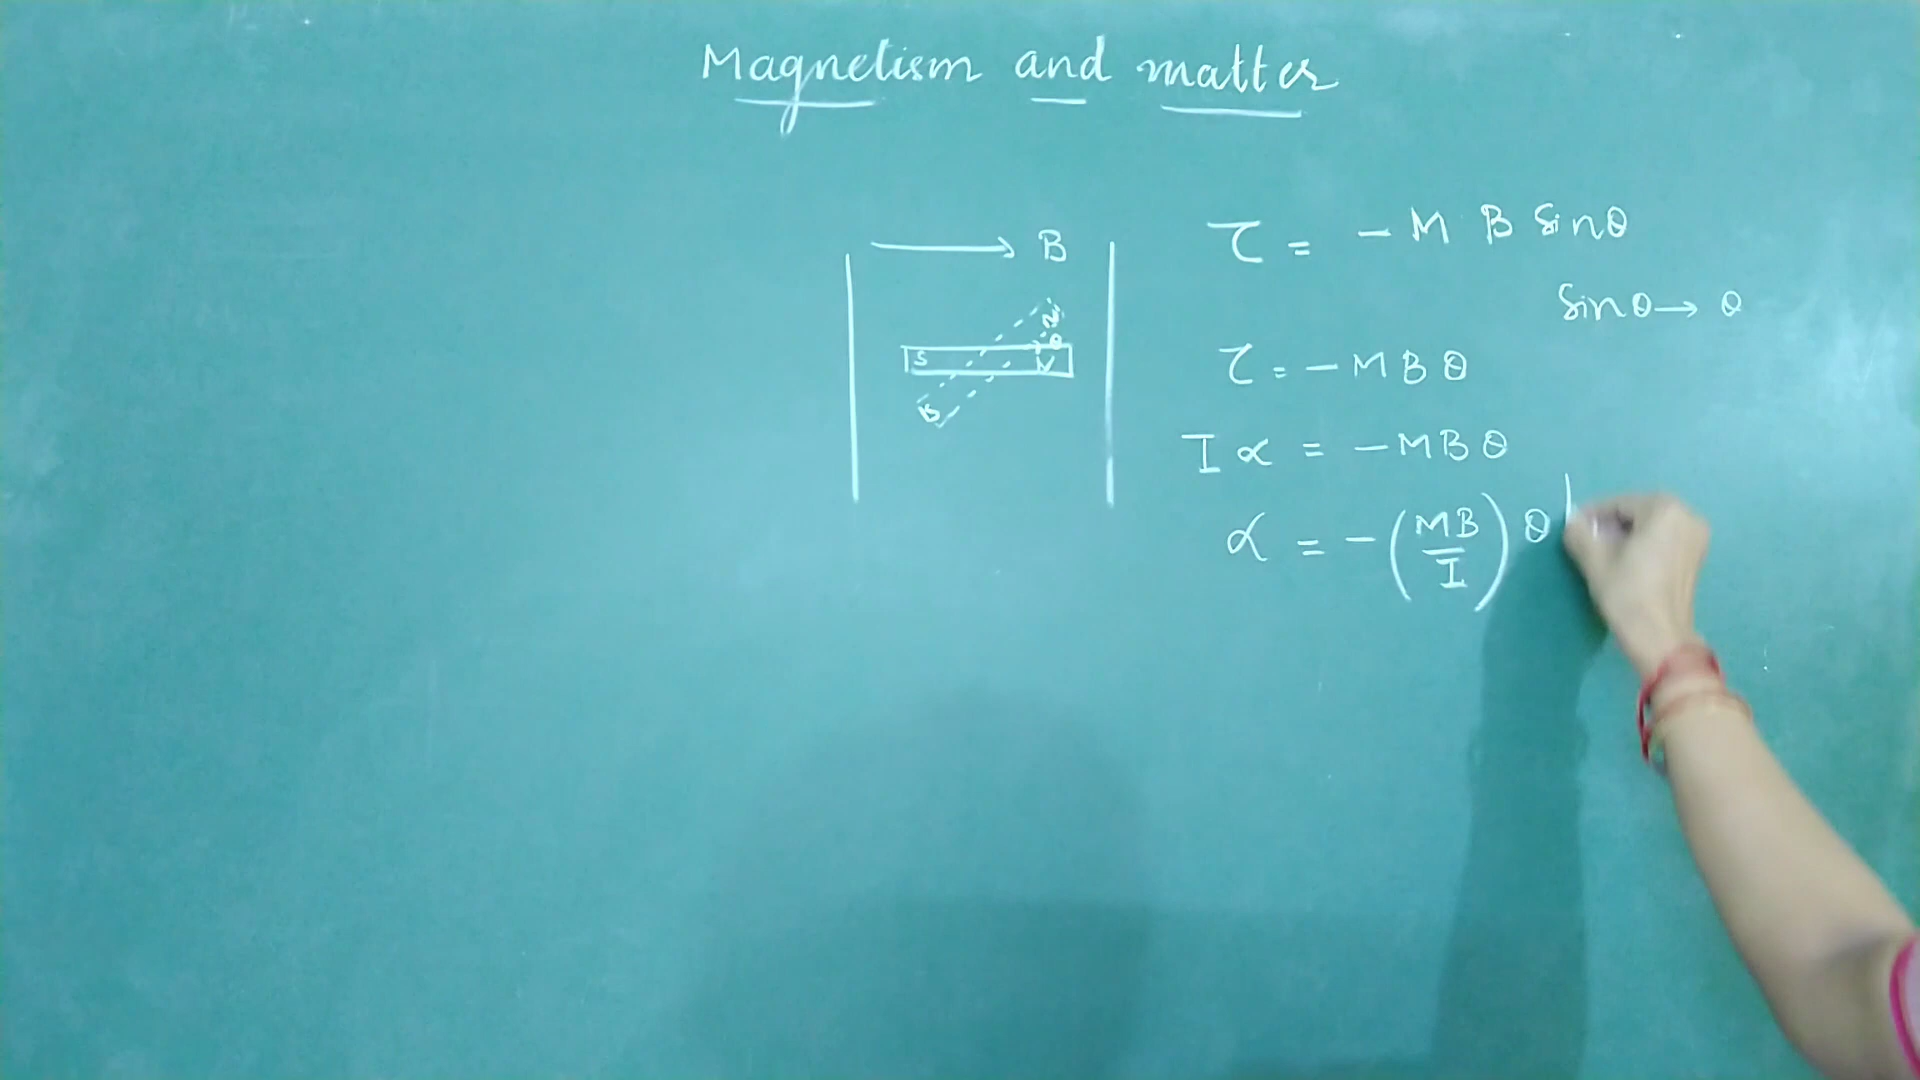 Magnetism and matter
B
N
θ
S N
S
τ = - M B sinθ
sinθ → θ
τ = - M B θ
I α = - M B θ
α = - (MB/I) θ